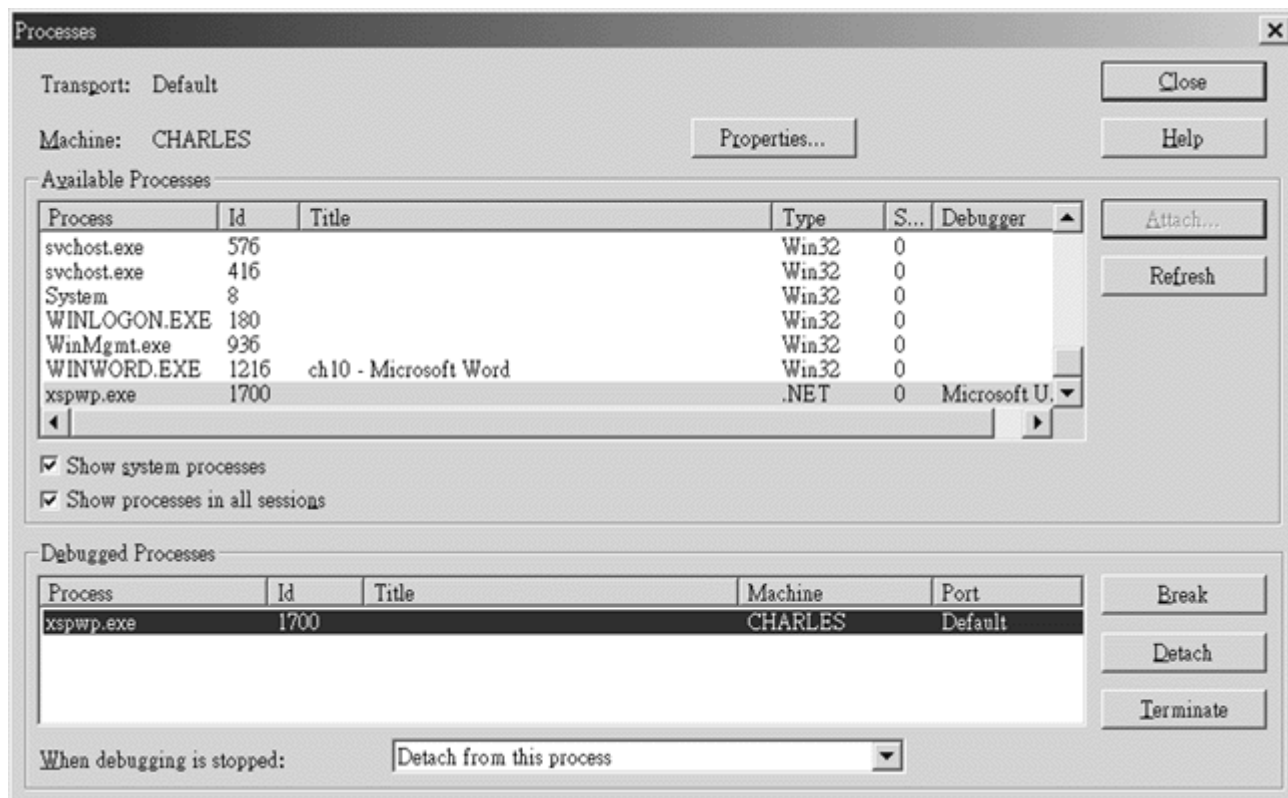 Processes
Transport: Default
Close
Machine: CHARLES Properties... Help
Available Processes
Process Id Title Type S... Debugger
Attach...
svchost.exe 576 Win32 0
svchost.exe 416 Win32 0
Refresh
System 8 Win32 0
WINLOGON.EXE 180 Win32 0
WinMgmt.exe 936 Win32 0
WINWORD.EXE 1216 ch10 - Microsoft Word Win32 0
xspwp.exe 1700 .NET 0 Microsoft U.
Show system processes
Show processes in all sessions
Debugged Processes
Process Id Title Machine Port
Break
xspwp.exe 1700 CHARLES Default
Detach
Terminate
When debugging is stopped: Detach from this process